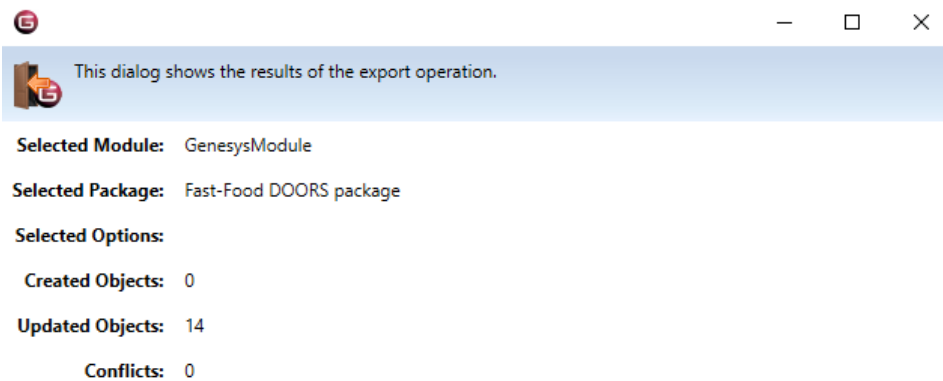 This dialog shows the results of the export operation.
Selected Module: GenesysModule
Selected Package: Fast-Food DOORS package
Selected Options:
Created Objects: 0
Updated Objects: 14
Conflicts: 0